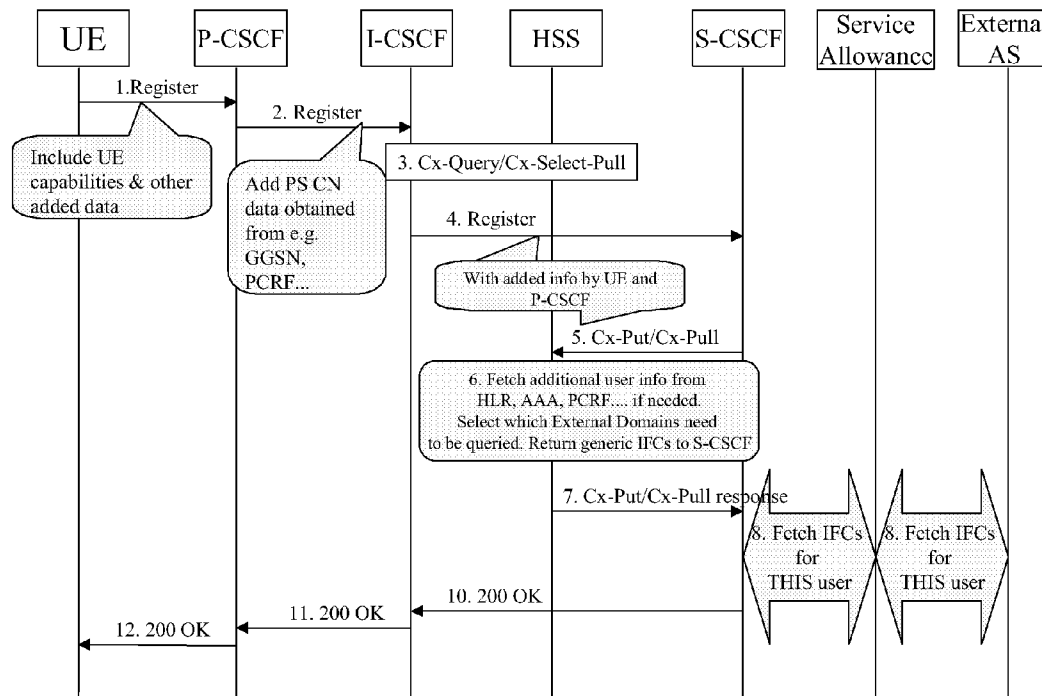 UE
P-CSCF
I-CSCF
HSS
S-CSCF
Service
Allowance
External
AS
1.Register
2. Register
Include UE
capabilities & other
added data
Add PS CN
data obtained
from e.g.
GGSN,
PCRF...
3. Cx-Query/Cx-Select-Pull
4. Register
With added info by UE and
P-CSCF
5. Cx-Put/Cx-Pull
6. Fetch additional user info from
HLR, AAA, PCRF.... if needed.
Select which External Domains need
to be queried. Return generic IFCs to S-CSCF
7. Cx-Put/Cx-Pull response
8. Fetch IFCs
for
THIS user
8. Fetch IFCs
for
THIS user
10. 200 OK
11. 200 OK
12. 200 OK